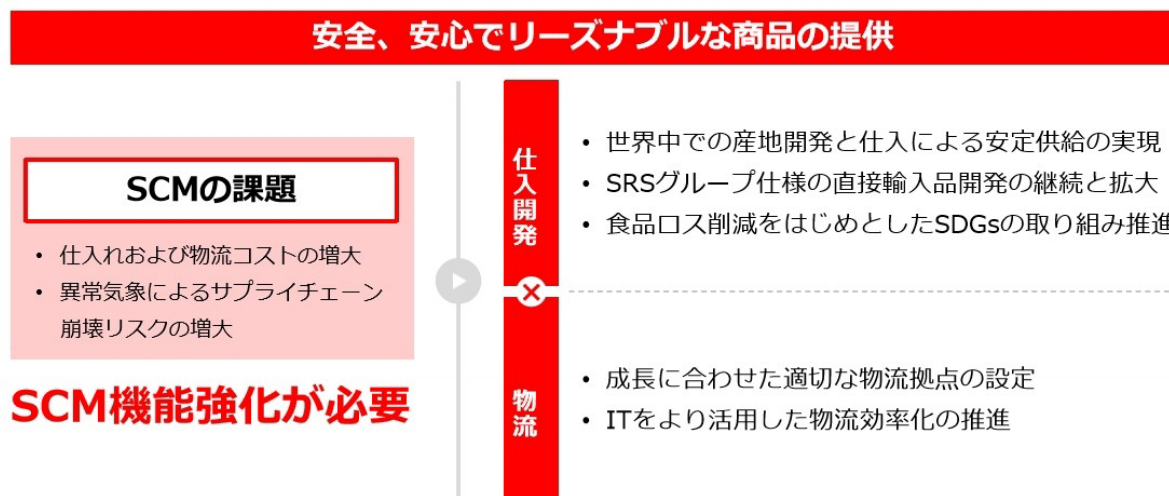 安全、安心でリーズナブルな商品の提供
SCMの課題
• 仕入れおよび物流コストの増大
• 異常気象によるサプライチェーン
崩壊リスクの増大
SCM機能強化が必要
仕入開発
• 世界中での産地開発と仕入による安定供給の実現
• SRSグループ仕様の直接輸入品開発の継続と拡大
• 食品ロス削減をはじめとしたSDGsの取り組み推進
物流
• 成長に合わせた適切な物流拠点の設定
• ITをより活用した物流効率化の推進